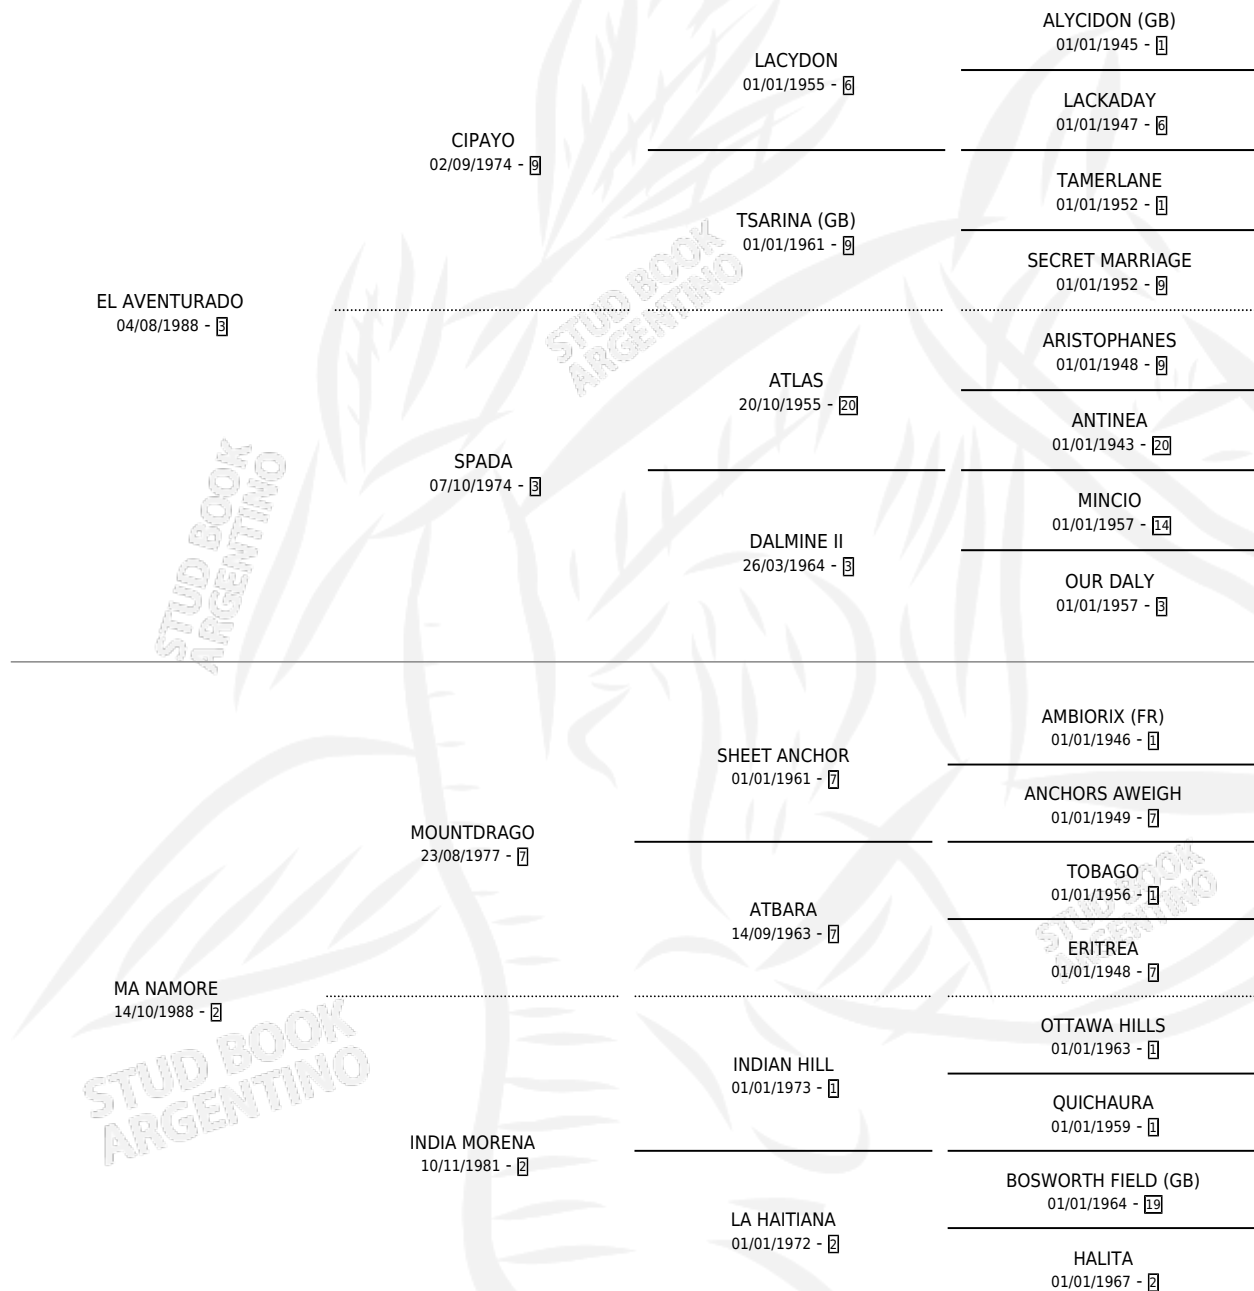 ALYCIDON (GB)
01/01/1945 - 1
LACYDON
01/01/1955 - 6
LACKADAY
01/01/1947 - 6
CIPAYO
02/09/1974 - 9
TAMERLANE
01/01/1952 - 1
TSARINA (GB)
01/01/1961 - 9
SECRET MARRIAGE
01/01/1952 - 9
EL AVENTURADO
04/08/1988 - 3
ARISTOPHANES
01/01/1948 - 9
ATLAS
20/10/1955 - 20
ANTINEA
01/01/1943 - 20
SPADA
07/10/1974 - 3
MINCIO
01/01/1957 - 14
DALMINE II
26/03/1964 - 3
OUR DALY
01/01/1957 - 3
STUD BOOK
ARGENTINO
STUD BOOK
ARGENTINO
AMBIORIX (FR)
01/01/1946 - 1
SHEET ANCHOR
01/01/1961 - 7
ANCHORS AWEIGH
01/01/1949 - 7
MOUNTDRAGO
23/08/1977 - 7
TOBAGO
01/01/1956 - 1
ATBARA
14/09/1963 - 7
ERITREA
01/01/1948 - 7
MA NAMORE
14/10/1988 - 2
OTTAWA HILLS
01/01/1963 - 1
INDIAN HILL
01/01/1973 - 1
QUICHAURA
01/01/1959 - 1
INDIA MORENA
10/11/1981 - 2
BOSWORTH FIELD (GB)
01/01/1964 - 19
LA HAITIANA
01/01/1972 - 2
HALITA
01/01/1967 - 2
STUD BOOK
ARGENTINO
STUD BOOK
ARGENTINO